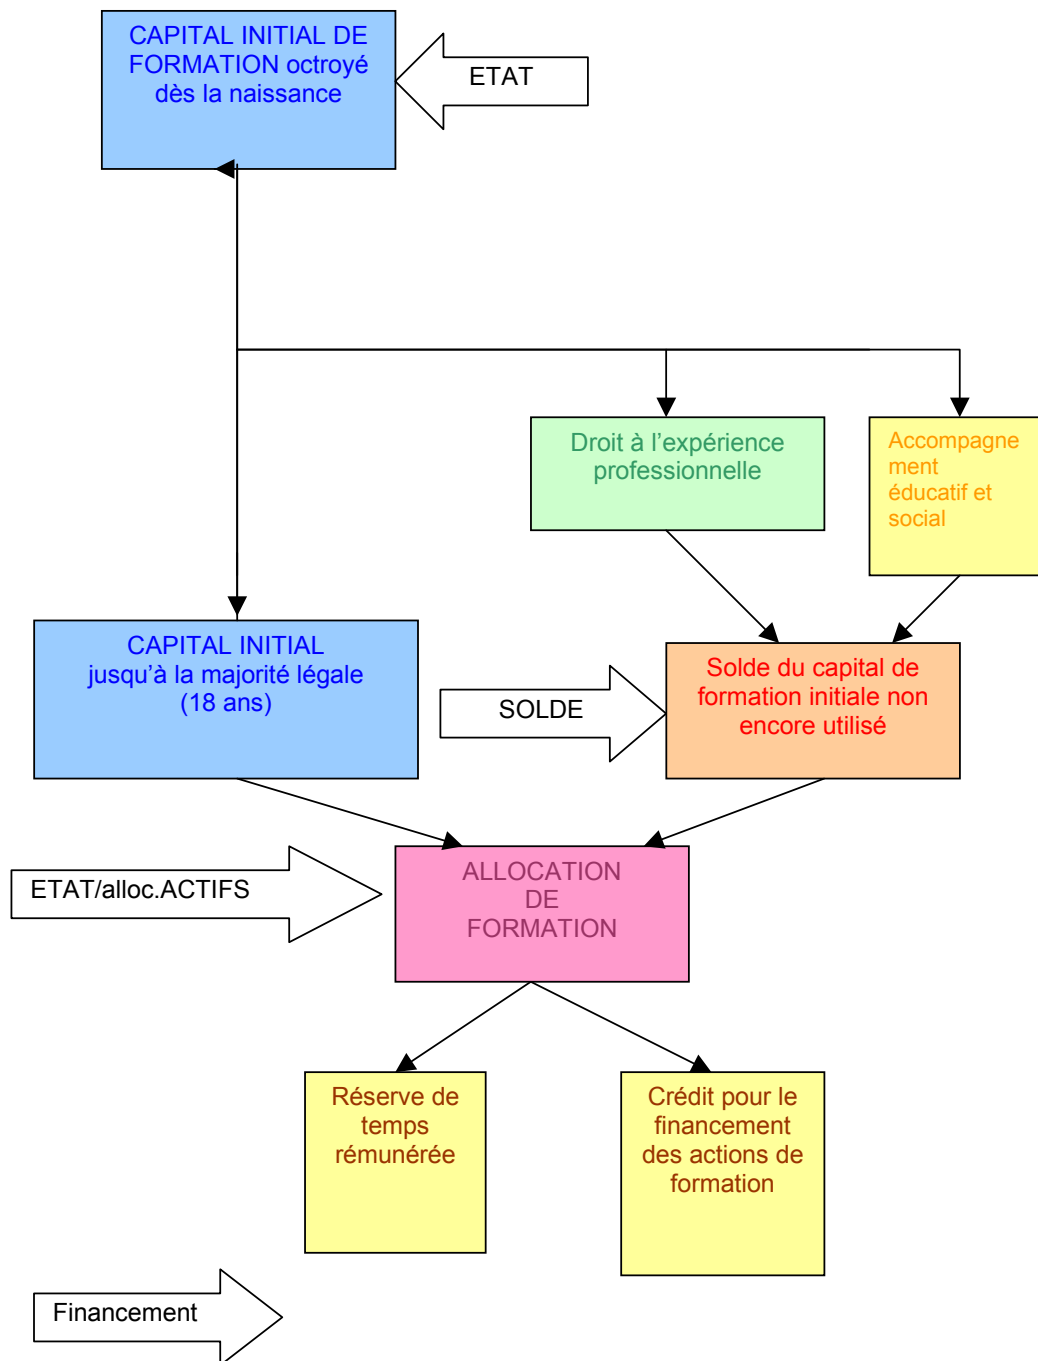 CAPITAL INITIAL DE
FORMATION octroyé
dès la naissance
ETAT
Droit à l'expérience
professionnelle
Accompagne
ment
éducatif et
social
CAPITAL INITIAL
jusqu'à la majorité légale
(18 ans)
SOLDE
Solde du capital de
formation initiale non
encore utilisé
ETAT/alloc.ACTIFS
ALLOCATION
DE
FORMATION
Réserve de
temps
rémunérée
Crédit pour le
financement
des actions de
formation
Financement